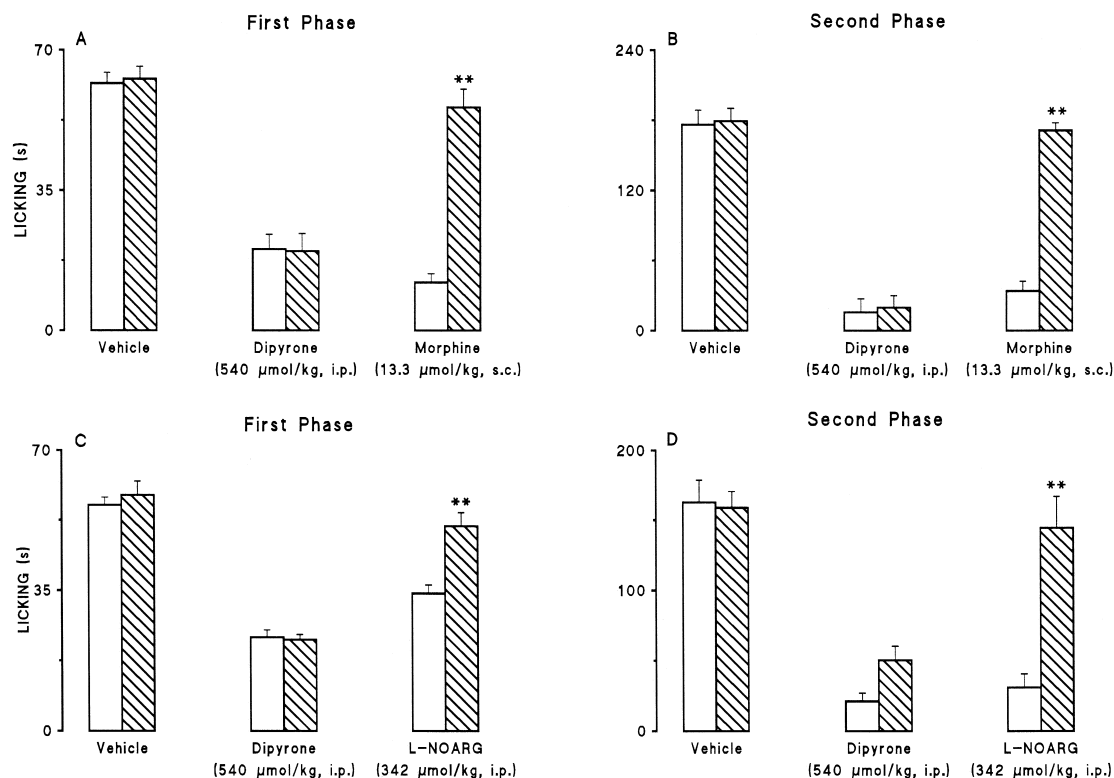 First Phase
A
70
35
0
LICKING (s)
**
Vehicle
Dipyrone
(540 µmol/kg, i.p.)
Morphine
(13.3 µmol/kg, s.c.)
Second Phase
B
240
120
0
**
Vehicle
Dipyrone
(540 µmol/kg, i.p.)
Morphine
(13.3 µmol/kg, s.c.)
First Phase
C
70
35
0
LICKING (s)
**
Vehicle
Dipyrone
(540 µmol/kg, i.p.)
L-NOARG
(342 µmol/kg, i.p.)
Second Phase
D
200
100
0
**
Vehicle
Dipyrone
(540 µmol/kg, i.p.)
L-NOARG
(342 µmol/kg, i.p.)